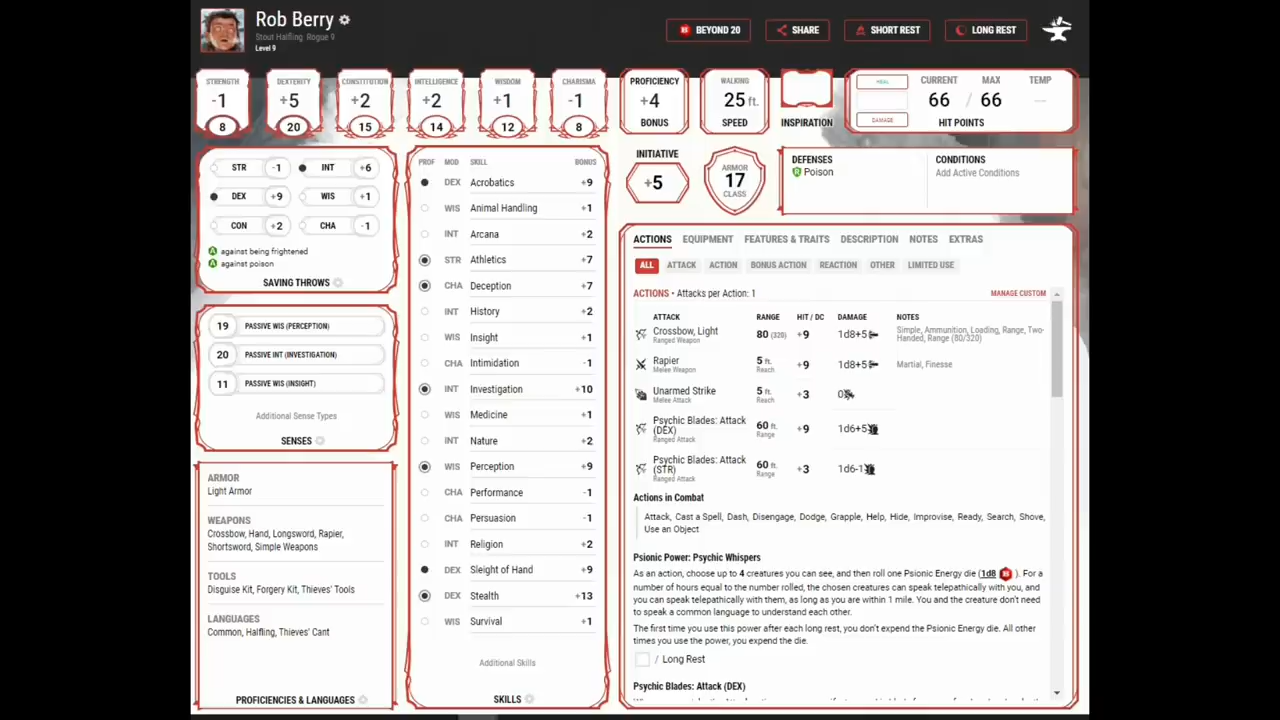 Rob Berry
Stout Halfling Rogue 9
Level 9
BEYOND 20
SHARE
SHORT REST
LONG REST
STRENGTH
-1
8
DEXTERITY
+5
20
CONSTITUTION
+2
15
INTELLIGENCE
+2
14
WISDOM
+1
12
CHARISMA
-1
8
PROFICIENCY
+4
BONUS
WALKING
25 ft.
SPEED
INSPIRATION
HEAL
DAMAGE
CURRENT MAX TEMP
66 / 66 --
HIT POINTS
STR -1
INT +6
DEX +9
WIS +1
CON +2
CHA -1
A against being frightened
A against poison
SAVING THROWS
19 PASSIVE WIS (PERCEPTION)
20 PASSIVE INT (INVESTIGATION)
11 PASSIVE WIS (INSIGHT)
Additional Sense Types
SENSES
ARMOR
Light Armor
WEAPONS
Crossbow, Hand, Longsword, Rapier,
Shortsword, Simple Weapons
TOOLS
Disguise Kit, Forgery Kit, Thieves' Tools
LANGUAGES
Common, Halfling, Thieves' Cant
PROFICIENCIES & LANGUAGES
PROF MOD SKILL BONUS
DEX Acrobatics +9
WIS Animal Handling +1
INT Arcana +2
STR Athletics +7
CHA Deception +7
INT History +2
WIS Insight +1
CHA Intimidation -1
INT Investigation +10
WIS Medicine +1
INT Nature +2
WIS Perception +9
CHA Performance -1
CHA Persuasion -1
INT Religion +2
DEX Sleight of Hand +9
DEX Stealth +13
WIS Survival +1
Additional Skills
SKILLS
INITIATIVE
+5
ARMOR
17
CLASS
DEFENSES
R Poison
CONDITIONS
Add Active Conditions
ACTIONS EQUIPMENT FEATURES & TRAITS DESCRIPTION NOTES EXTRAS
ALL ATTACK ACTION BONUS ACTION REACTION OTHER LIMITED USE
ACTIONS • Attacks per Action: 1
MANAGE CUSTOM
ATTACK RANGE HIT / DC DAMAGE NOTES
Crossbow, Light 80 (320) +9 1d8+5 Simple, Ammunition, Loading, Range, Two-
Ranged Weapon Handed, Range (80/320)
Rapier 5 ft. +9 1d8+5 Martial, Finesse
Melee Weapon Reach
Unarmed Strike 5 ft. +3 0
Melee Attack Reach
Psychic Blades: Attack
(DEX) 60 ft. +9 1d6+5
Ranged Attack Range
Psychic Blades: Attack
(STR) 60 ft. +3 1d6-1
Ranged Attack Range
Actions in Combat
Attack, Cast a Spell, Dash, Disengage, Dodge, Grapple, Help, Hide, Improvise, Ready, Search, Shove,
Use an Object
Psionic Power: Psychic Whispers
As an action, choose up to 4 creatures you can see, and then roll one Psionic Energy die (1d8 ). For a
number of hours equal to the number rolled, the chosen creatures can speak telepathically with you, and
you can speak telepathically with them, as long as you are within 1 mile. You and the creature don't need
to speak a common language to understand each other.
The first time you use this power after each long rest, you don't expend the Psionic Energy die. All other
times you use the power, you expend the die.
/ Long Rest
Psychic Blades: Attack (DEX)